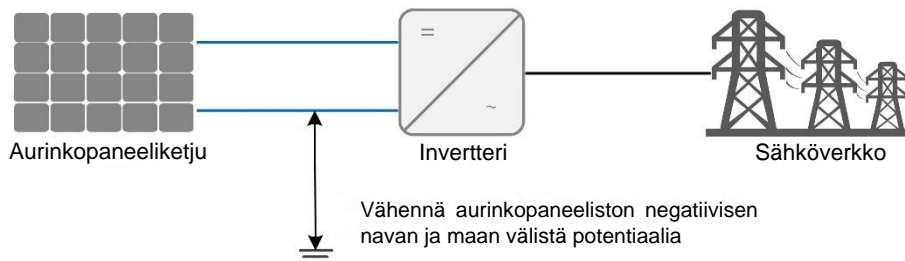 Aurinkopaneeliketju
Invertteri
Sähköverkko
Vähennä aurinkopaneeliston negatiivisen
navan ja maan välistä potentiaalia